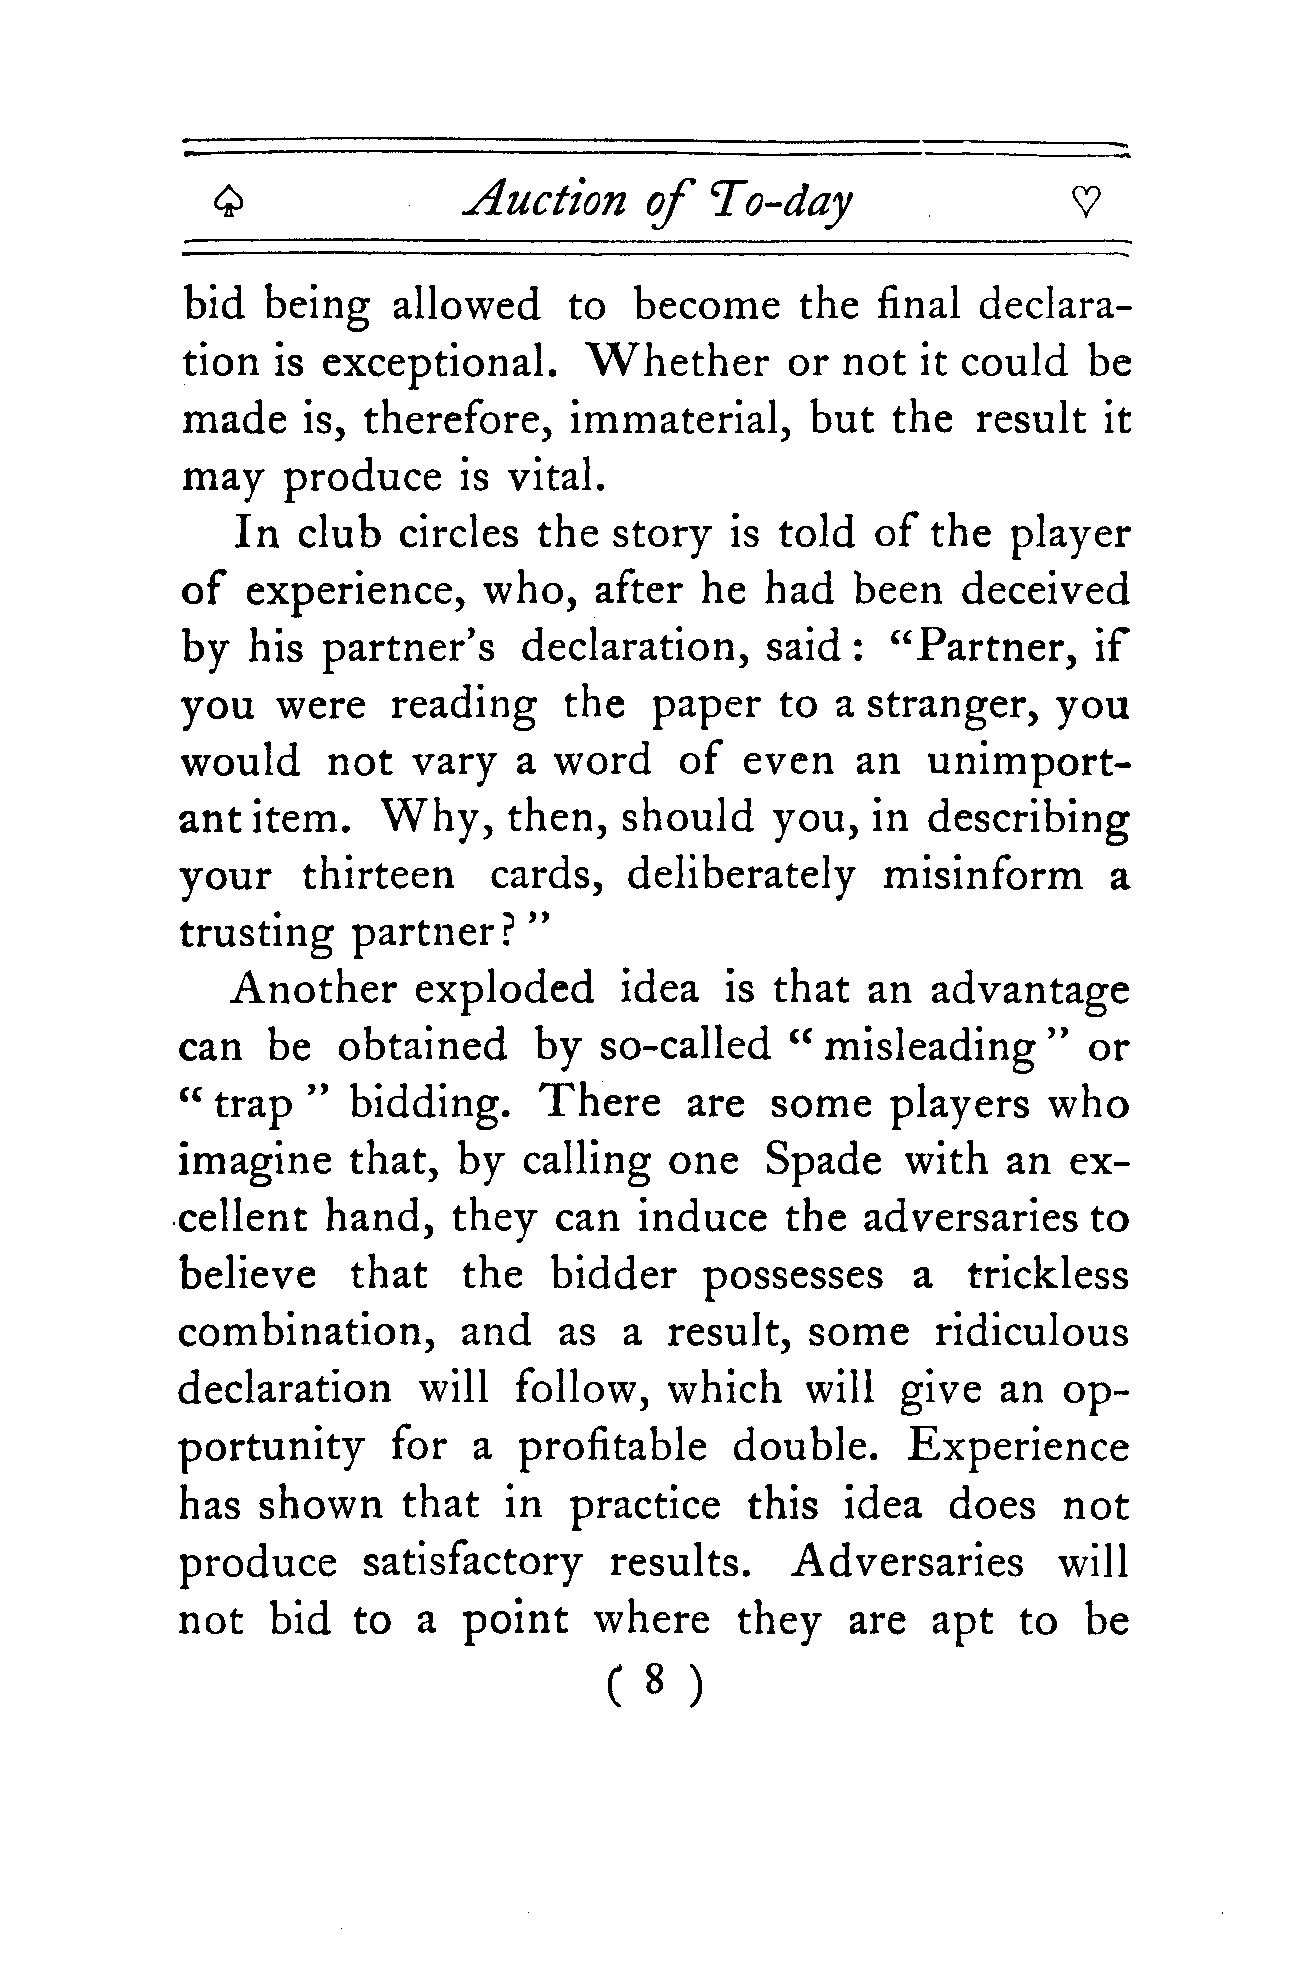 ♤ Auction of To-day ♡
bid being allowed to become the final declara-
tion is exceptional. Whether or not it could be
made is, therefore, immaterial, but the result it
may produce is vital.
In club circles the story is told of the player
of experience, who, after he had been deceived
by his partner's declaration, said : “Partner, if
you were reading the paper to a stranger, you
would not vary a word of even an unimport-
ant item. Why, then, should you, in describing
your thirteen cards, deliberately misinform a
trusting partner? ”
Another exploded idea is that an advantage
can be obtained by so-called “ misleading ” or
“ trap ” bidding. There are some players who
imagine that, by calling one Spade with an ex-
cellent hand, they can induce the adversaries to
believe that the bidder possesses a trickless
combination, and as a result, some ridiculous
declaration will follow, which will give an op-
portunity for a profitable double. Experience
has shown that in practice this idea does not
produce satisfactory results. Adversaries will
not bid to a point where they are apt to be
( 8 )